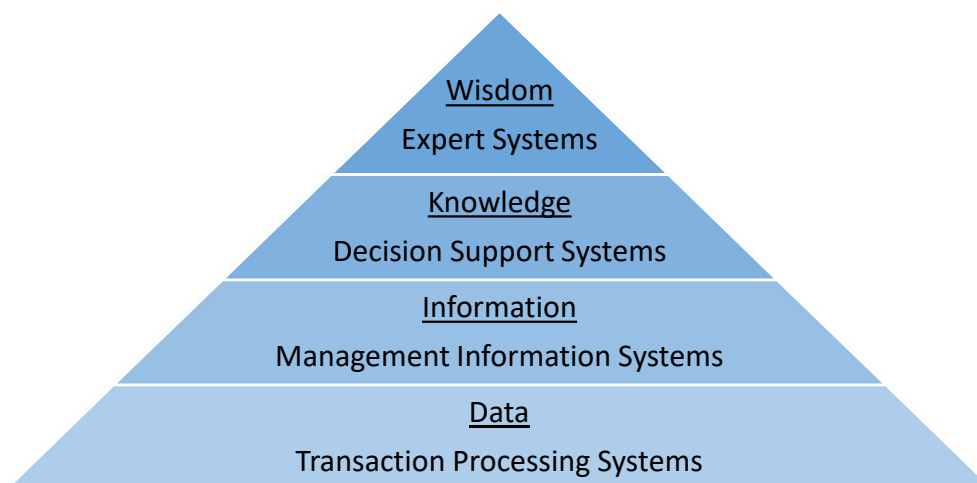 Wisdom
Expert Systems
Knowledge
Decision Support Systems
Information
Management Information Systems
Data
Transaction Processing Systems